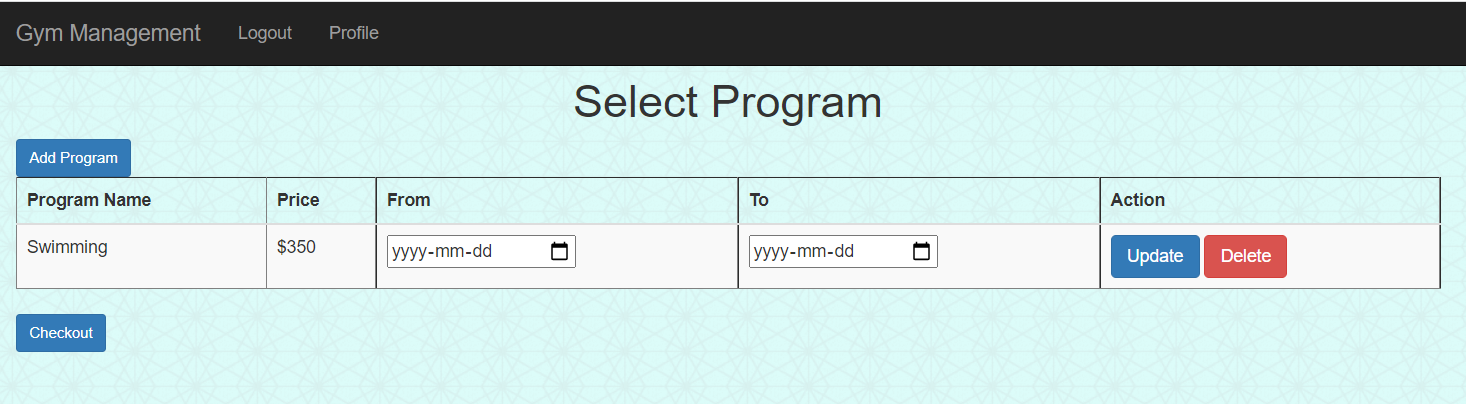 Gym Management Logout Profile
Select Program
Add Program
Program Name Price From To Action
Swimming $350 yyyy-mm-dd yyyy-mm-dd Update Delete
Checkout